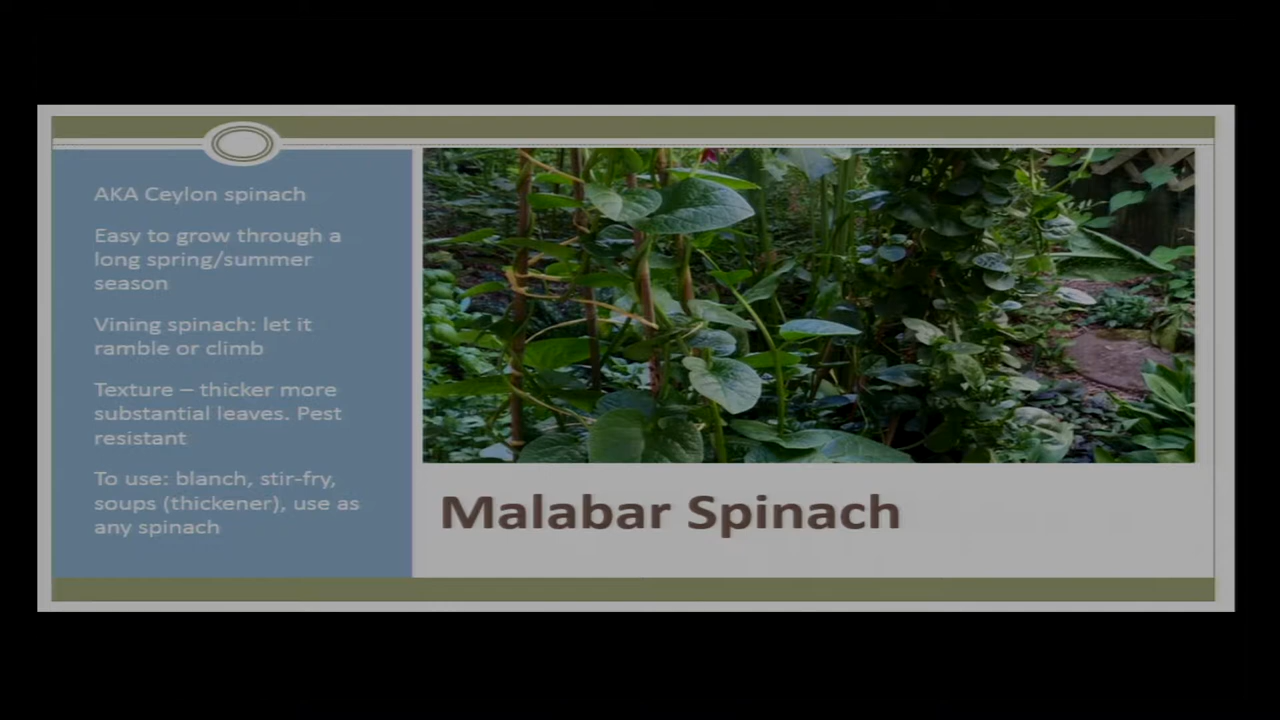 AKA Ceylon spinach
Easy to grow through a
long spring/summer
season
Vining spinach: let it
ramble or climb
Texture – thicker more
substantial leaves. Pest
resistant
To use: blanch, stir-fry,
soups (thickener), use as
any spinach
Malabar Spinach